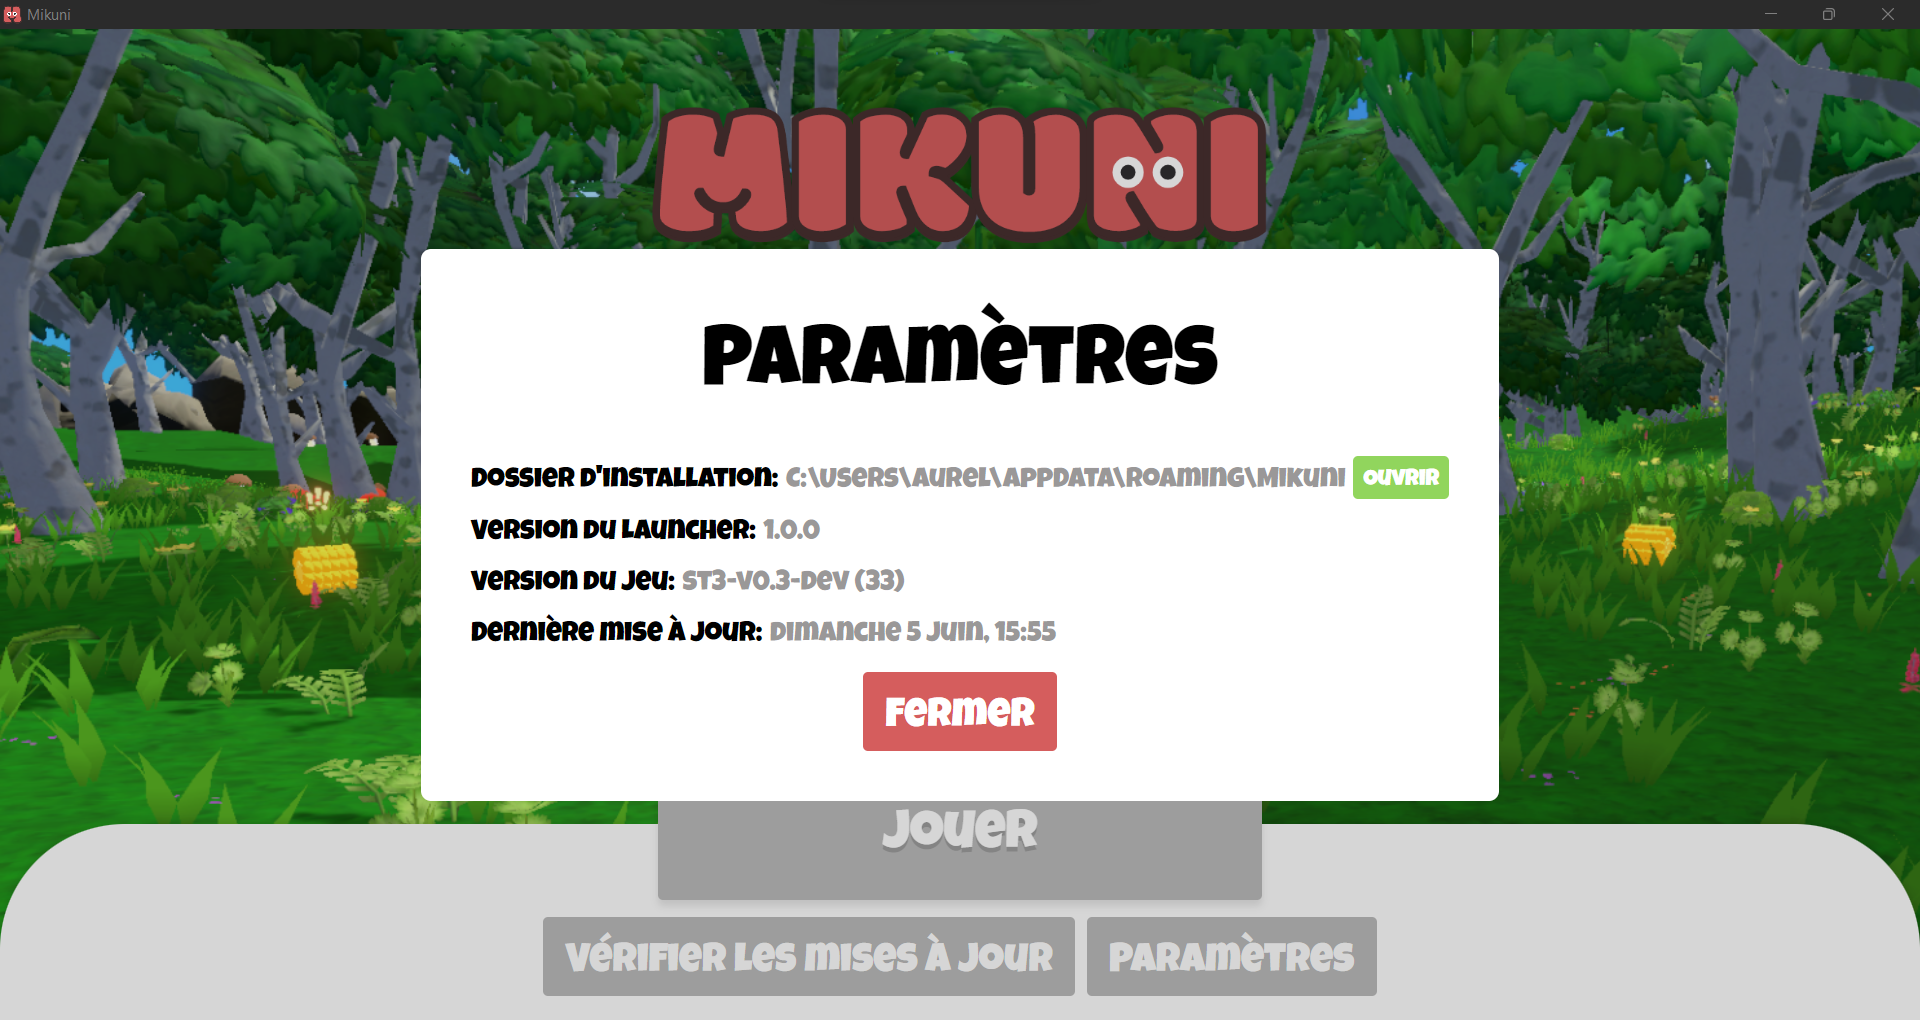 Mikuni
MIKUNI
Paramètres
Dossier d'installation: C:\Users\Aurel\AppData\Roaming\Mikuni Ouvrir
Version du launcher: 1.0.0
Version du jeu: ST3-v0.3-dev (33)
Dernière mise à jour: dimanche 5 juin, 15:55
Fermer
Jouer
Vérifier les mises à jour Paramètres